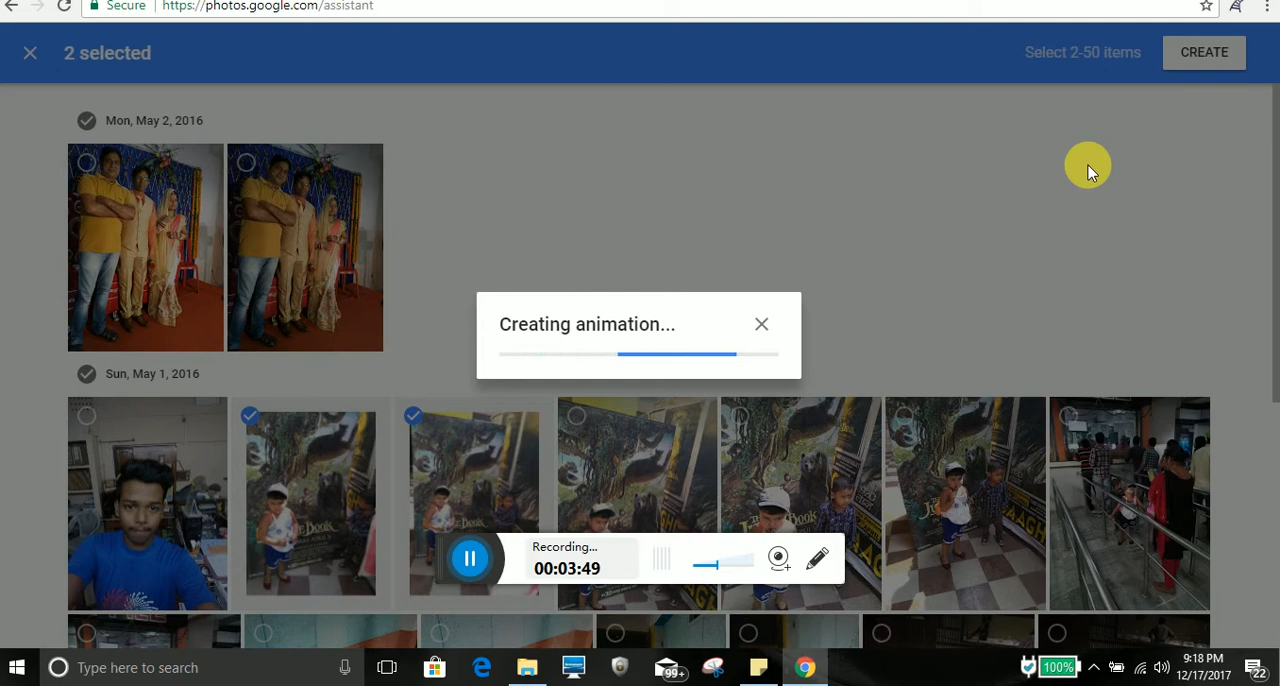 Secure
https://photos.google.com/assistant
2 selected
Select 2-50 items
CREATE
Mon, May 2, 2016
Creating animation...
Sun, May 1, 2016
Recording...
00:03:49
Type here to search
99+
100%
9:18 PM
12/17/2017
22